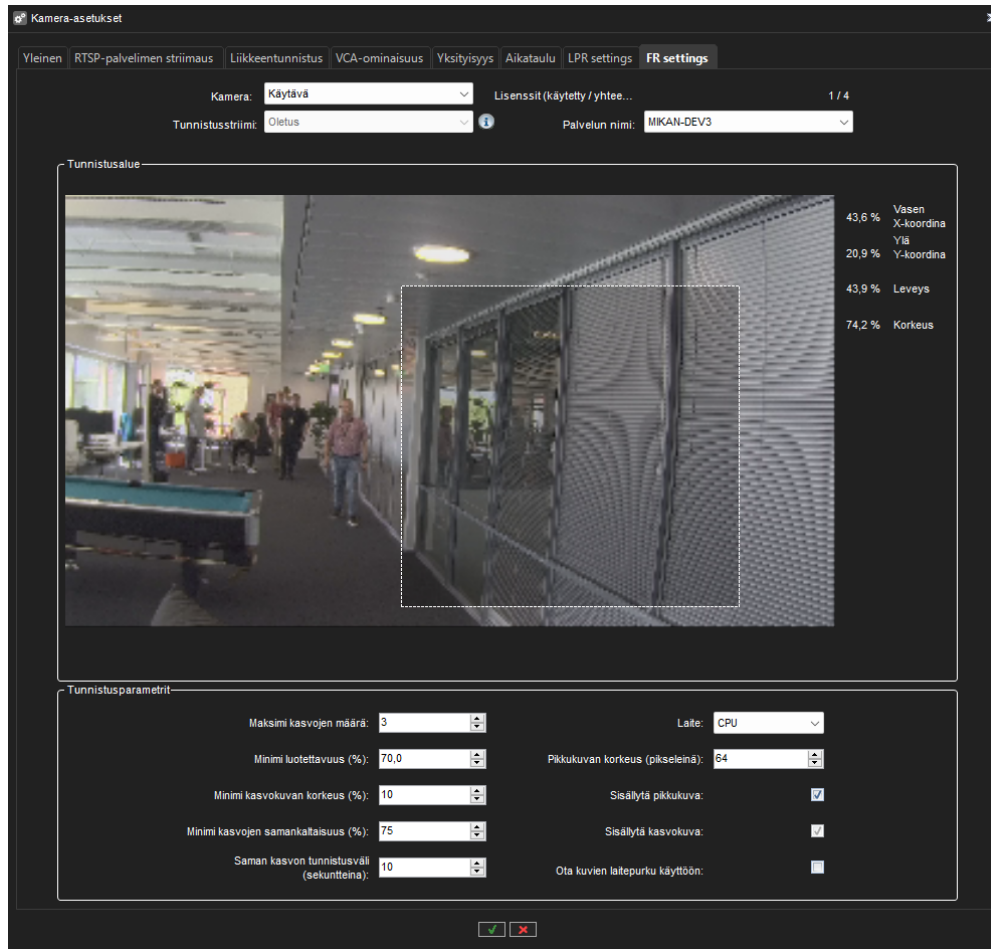 Kamera-asetukset
Yleinen RTSP-palvelimen striimaus Liikkeentunnistus VCA-ominaisuus Yksityisyys Aikataulu LPR settings FR settings
Kamera: Käytävä Lisenssit (käytetty / yhtee... 1 / 4
Tunnistusstriimi: Oletus Palvelun nimi: MIKAN-DEV3
Tunnistusalue
43,6 % Vasen
X-koordina
Ylä
20,9 % Y-koordina
43,9 % Leveys
74,2 % Korkeus
Tunnistusparametrit
Maksimi kasvojen määrä: 3 Laite: CPU
Minimi luotettavuus (%): 70,0 Pikkukuvan korkeus (pikseleinä): 64
Minimi kasvokuvan korkeus (%): 10 Sisällytä pikkukuva:
Minimi kasvojen samankaltaisuus (%): 75 Sisällytä kasvokuva:
Saman kasvon tunnistusväli
(sekuntteina): 10 Ota kuvien laitepurku käyttöön: